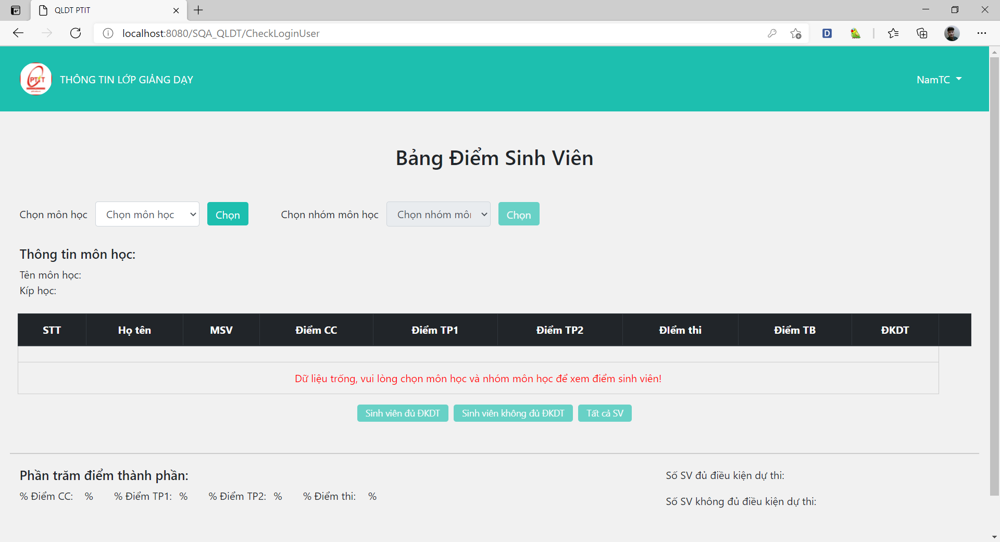 QLDT PTIT
localhost:8080/SQA_QLDT/CheckLoginUser
D
PTIT
THÔNG TIN LỚP GIẢNG DẠY
NamTC
Bảng Điểm Sinh Viên
Chọn môn học Chọn môn học Chọn Chọn nhóm môn học Chọn nhóm môn Chọn
Thông tin môn học:
Tên môn học:
Kíp học:
STT Họ tên MSV Điểm CC Điểm TP1 Điểm TP2 ĐIểm thi Điểm TB ĐKDT
Dữ liệu trống, vui lòng chọn môn học và nhóm môn học để xem điểm sinh viên!
Sinh viên đủ ĐKDT Sinh viên không đủ ĐKDT Tất cả SV
Phần trăm điểm thành phần:
% Điểm CC: % % Điểm TP1: % % Điểm TP2: % % Điểm thi: %
Số SV đủ điều kiện dự thi:
Số SV không đủ điều kiện dự thi: